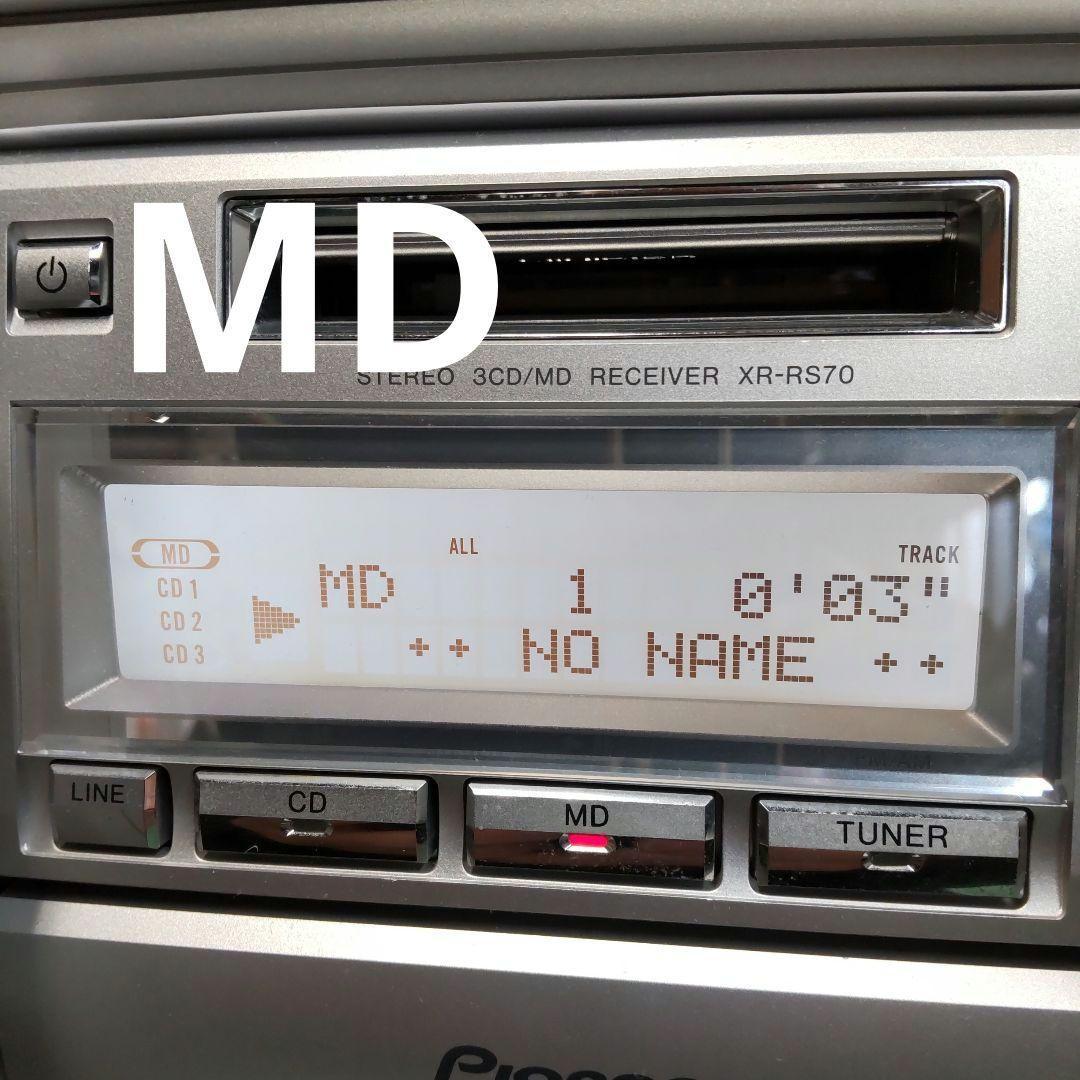 MD
STEREO 3CD/MD RECEIVER XR-RS70
ALL
TRACK
MD
CD 1
CD 2
CD 3
MD 1 0'03"
++ NO NAME ++
LINE
CD
MD
TUNER